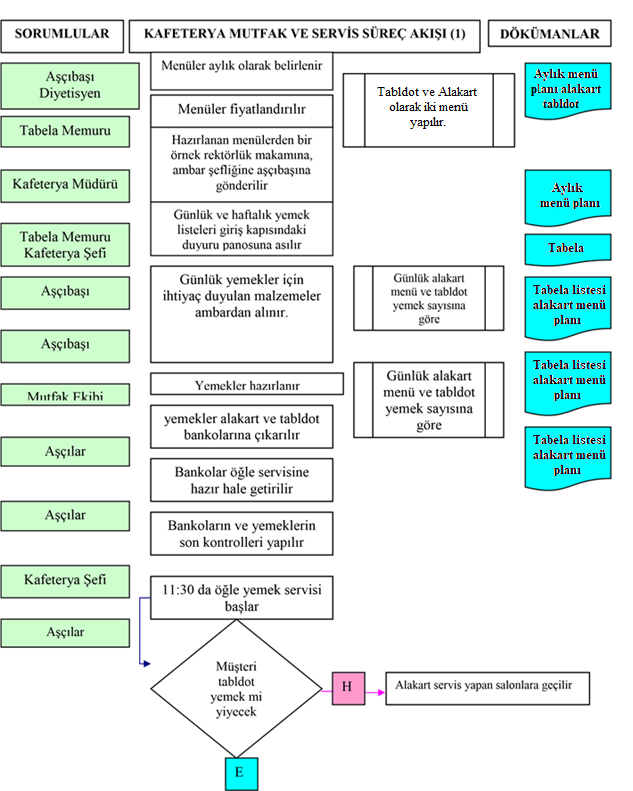 SORUMLULAR
KAFETERYA MUTFAK VE SERVİS SÜREÇ AKIŞI (1)
DÖKÜMANLAR
Aşçıbaşı
Diyetisyen
Menüler aylık olarak belirlenir
Tabldot ve Alakart
olarak iki menü
yapılır.
Aylık menü
planı alakart
tabldot
Menüler fiyatlandırılır
Tabela Memuru
Hazırlanan menülerden bir
örnek rektörlük makamına,
ambar şefliğine aşçıbaşına
gönderilir
Kafeterya Müdürü
Aylık
menü planı
Günlük ve haftalık yemek
listeleri giriş kapısındaki
duyuru panosuna asılır
Tabela Memuru
Kafeterya Şefi
Tabela
Aşçıbaşı
Günlük yemekler için
ihtiyaç duyulan malzemeler
ambardan alınır.
Günlük alakart
menü ve tabldot
yemek sayısına
göre
Tabela listesi
alakart menü
planı
Aşçıbaşı
Mutfak Ekibi
Yemekler hazırlanır
Günlük alakart
menü ve tabldot
yemek sayısına
göre
Tabela listesi
alakart menü
planı
yemekler alakart ve tabldot
bankolarına çıkarılır
Aşçılar
Tabela listesi
alakart menü
planı
Bankolar öğle servisine
hazır hale getirilir
Aşçılar
Bankoların ve yemeklerin
son kontrolleri yapılır
Kafeterya Şefi
11:30 da öğle yemek servisi
başlar
Aşçılar
Müşteri
tabldot
yemek mi
yiyecek
H
Alakart servis yapan salonlara geçilir
E